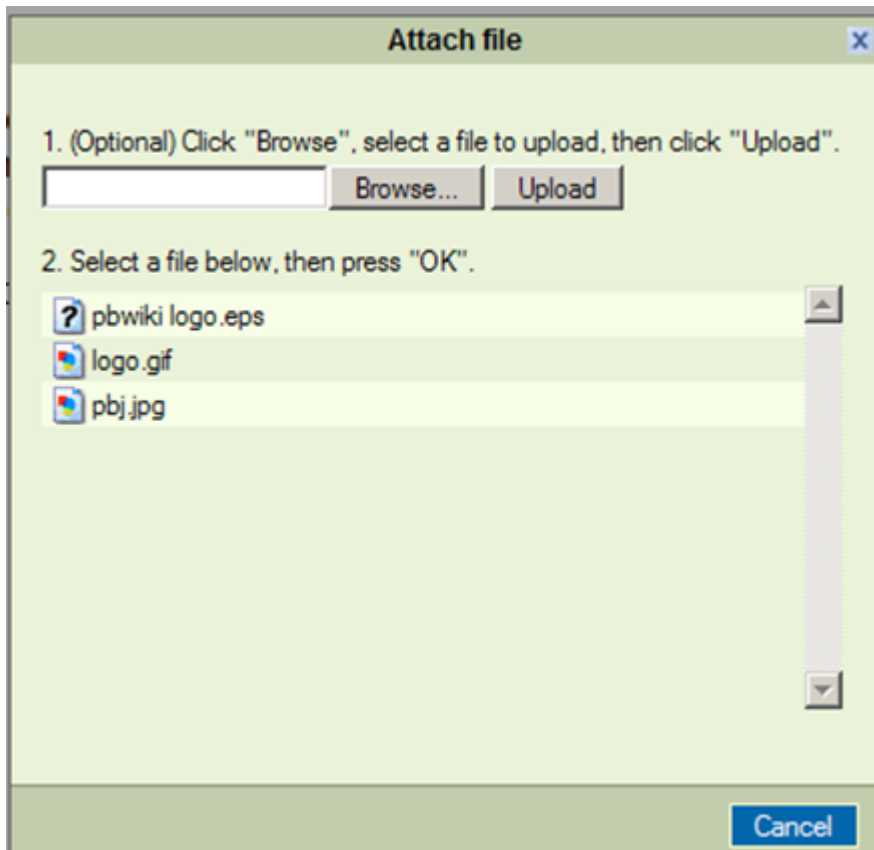 Attach file
1. (Optional) Click "Browse", select a file to upload, then click "Upload".
Browse... Upload
2. Select a file below, then press "OK".
pbwiki logo.eps
logo.gif
pbj.jpg
Cancel